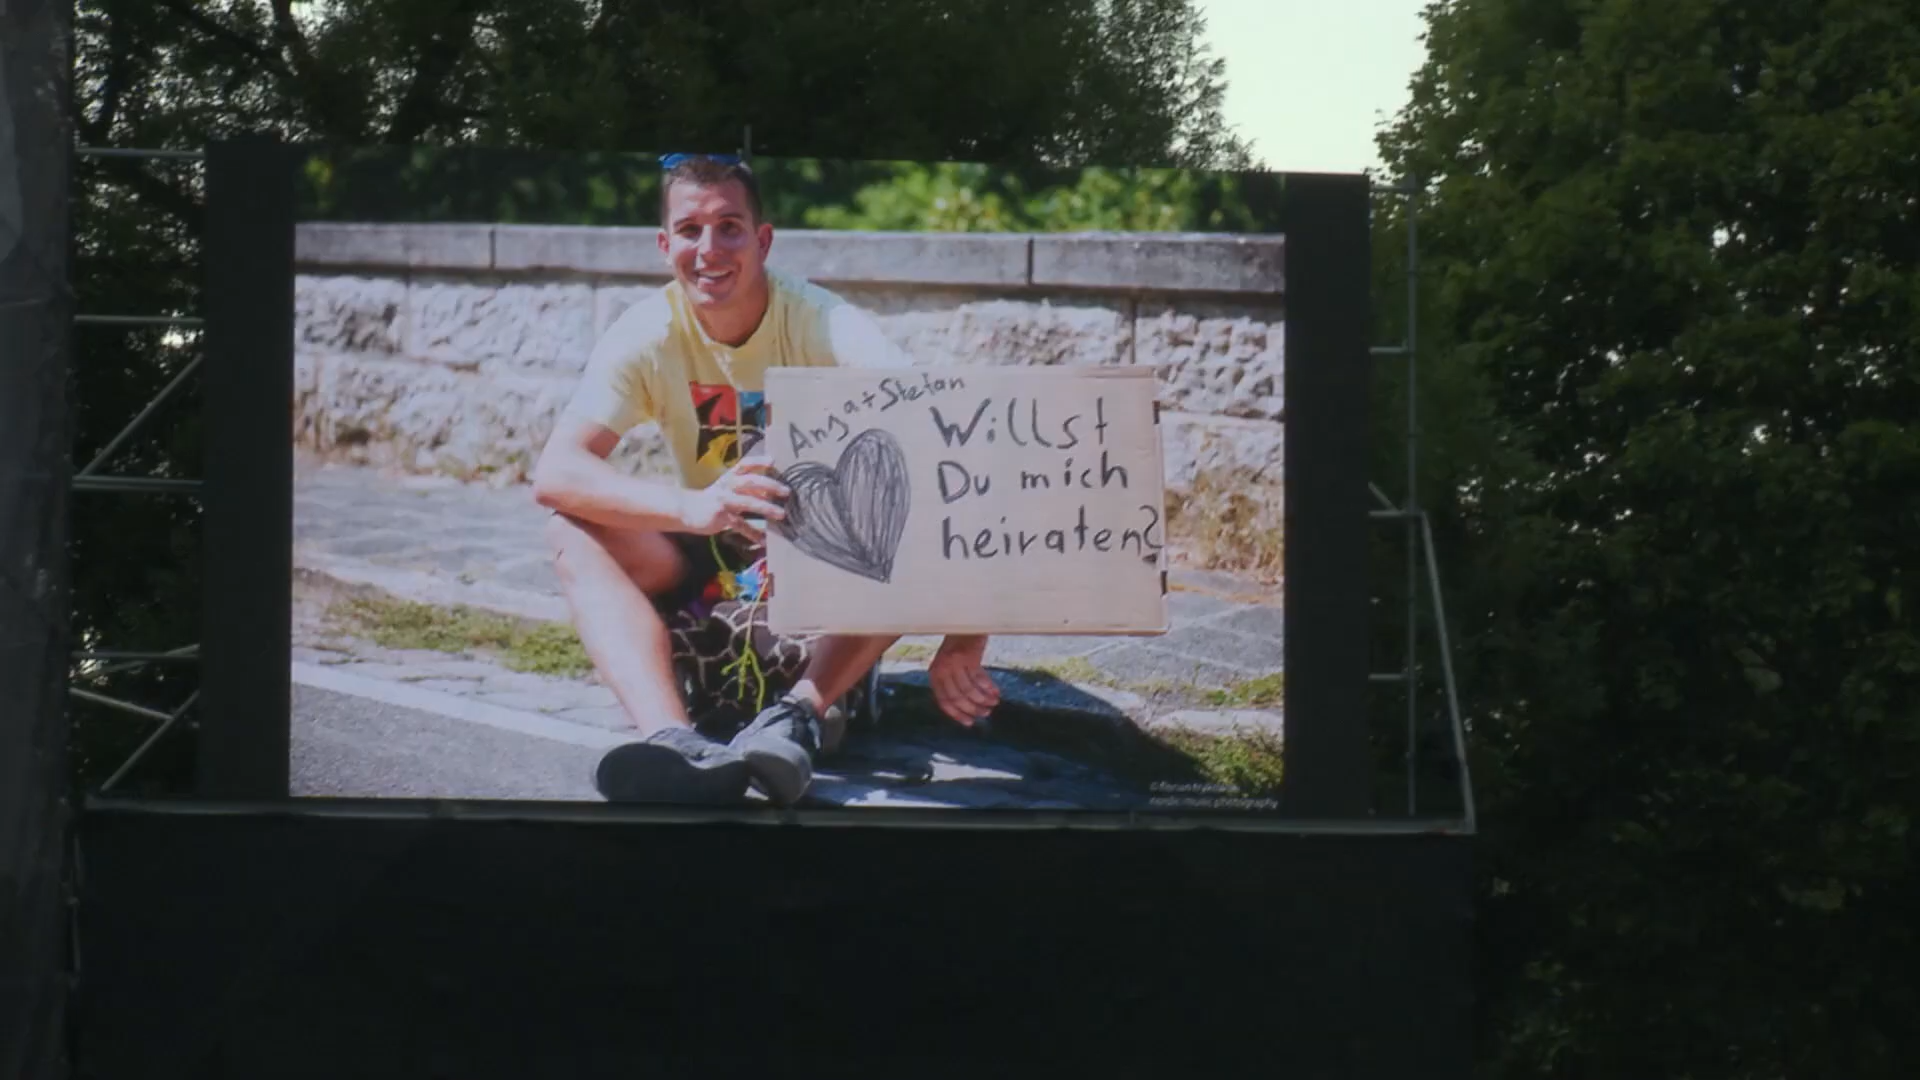 Anja + Stefan
Willst
Du mich
heiraten?